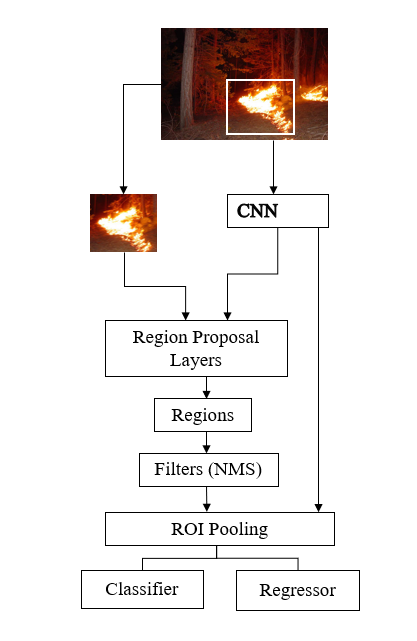 CNN
Region Proposal
Layers
Regions
Filters (NMS)
ROI Pooling
Classifier
Regressor